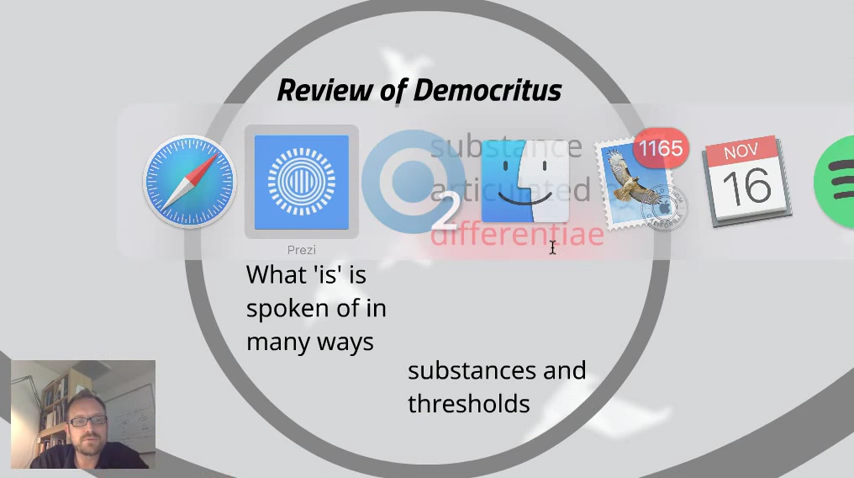 Review of Democritus
substance
1165
NOV
articulated
16
2
differentiae
Prezi
What 'is' is
spoken of in
many ways
substances and
thresholds